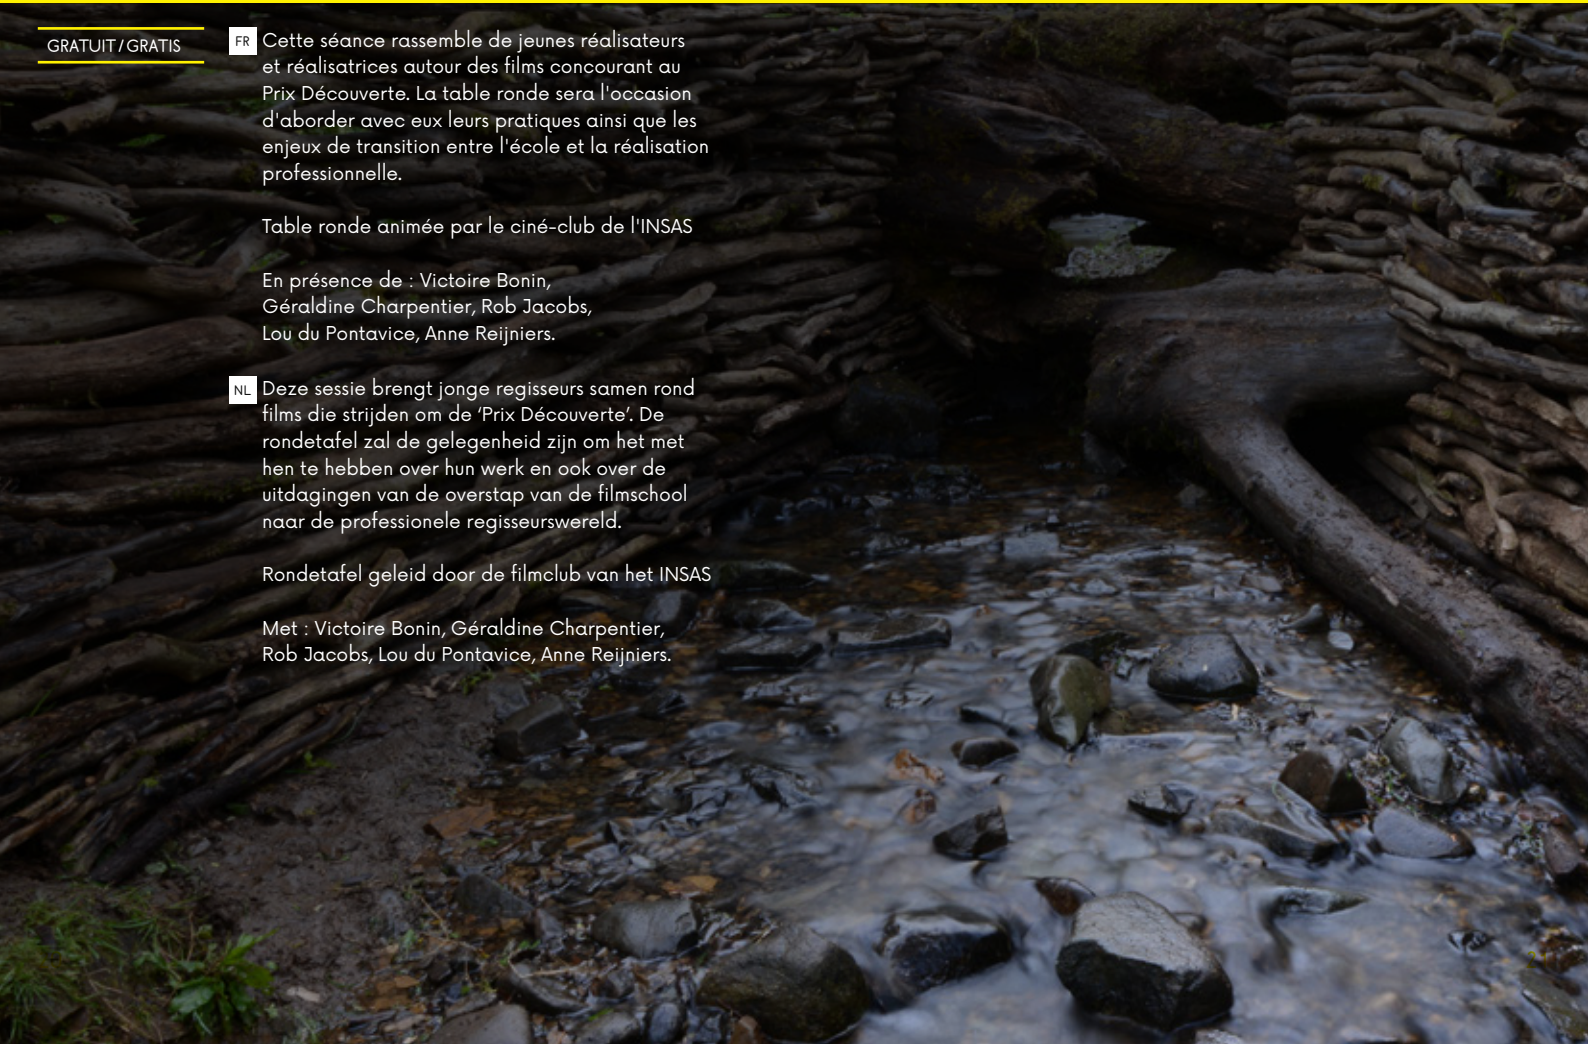 GRATUIT / GRATIS
FR
Cette séance rassemble de jeunes réalisateurs
et réalisatrices autour des films concourant au
Prix Découverte. La table ronde sera l'occasion
d'aborder avec eux leurs pratiques ainsi que les
enjeux de transition entre l'école et la réalisation
professionnelle.
Table ronde animée par le ciné-club de l'INSAS
En présence de : Victoire Bonin,
Géraldine Charpentier, Rob Jacobs,
Lou du Pontavice, Anne Reijniers.
NL
Deze sessie brengt jonge regisseurs samen rond
films die strijden om de ‘Prix Découverte’. De
rondetafel zal de gelegenheid zijn om het met
hen te hebben over hun werk en ook over de
uitdagingen van de overstap van de filmschool
naar de professionele regisseurswereld.
Rondetafel geleid door de filmclub van het INSAS
Met : Victoire Bonin, Géraldine Charpentier,
Rob Jacobs, Lou du Pontavice, Anne Reijniers.